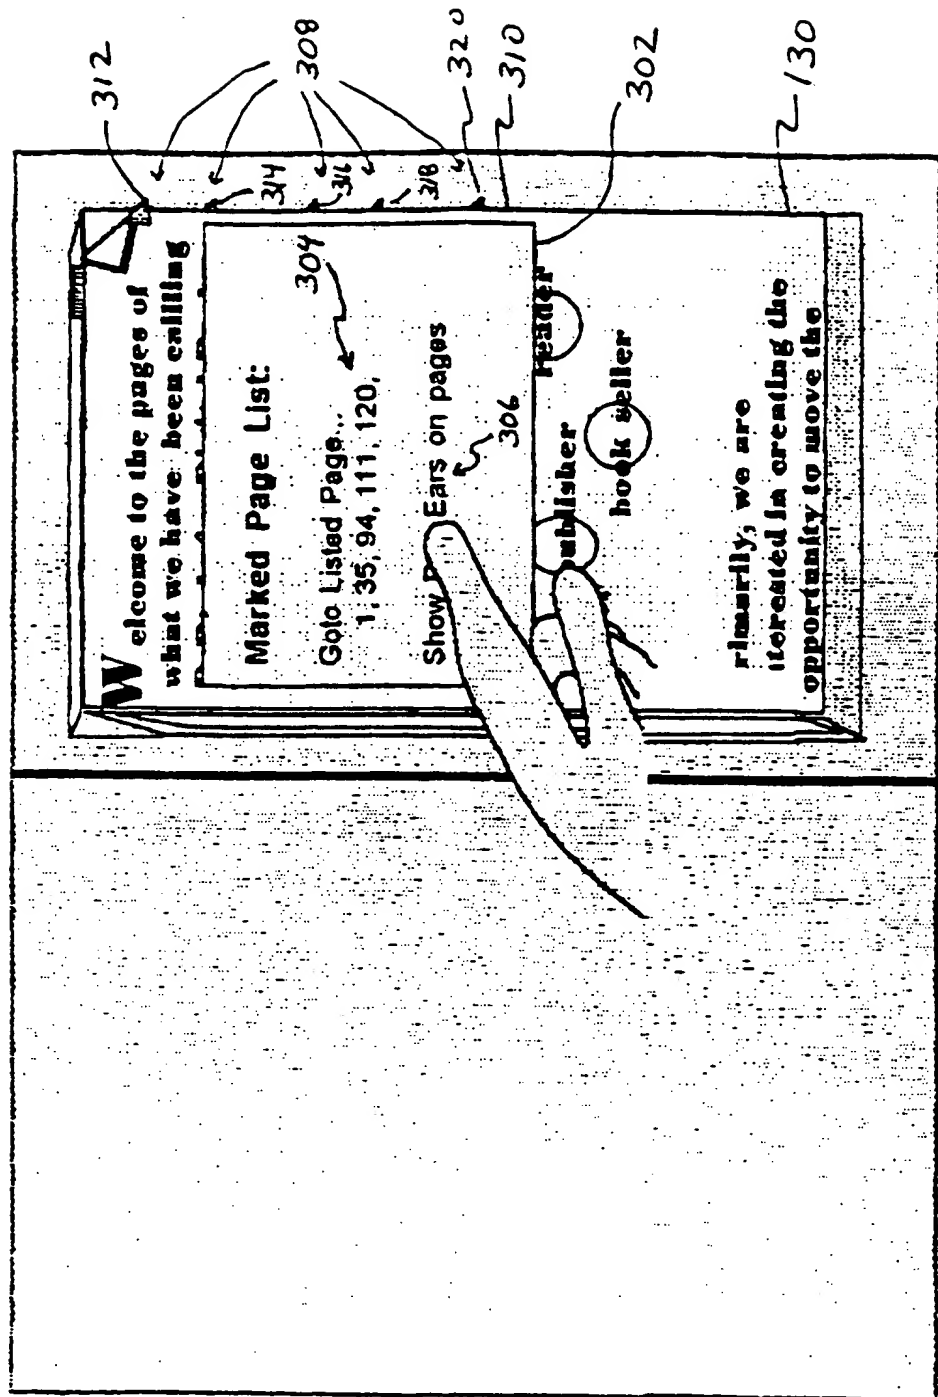 Welcome to the pages of
what we have been callling
Marked Page List:
Goto Listed Page...
1, 35, 94, 111, 120,
Show Ears on pages
Reader
ublisher
book seller
rimarily, we are
itereated in creating the
opportunity to move the
312
308
314
316
318
320
310
304
302
306
130